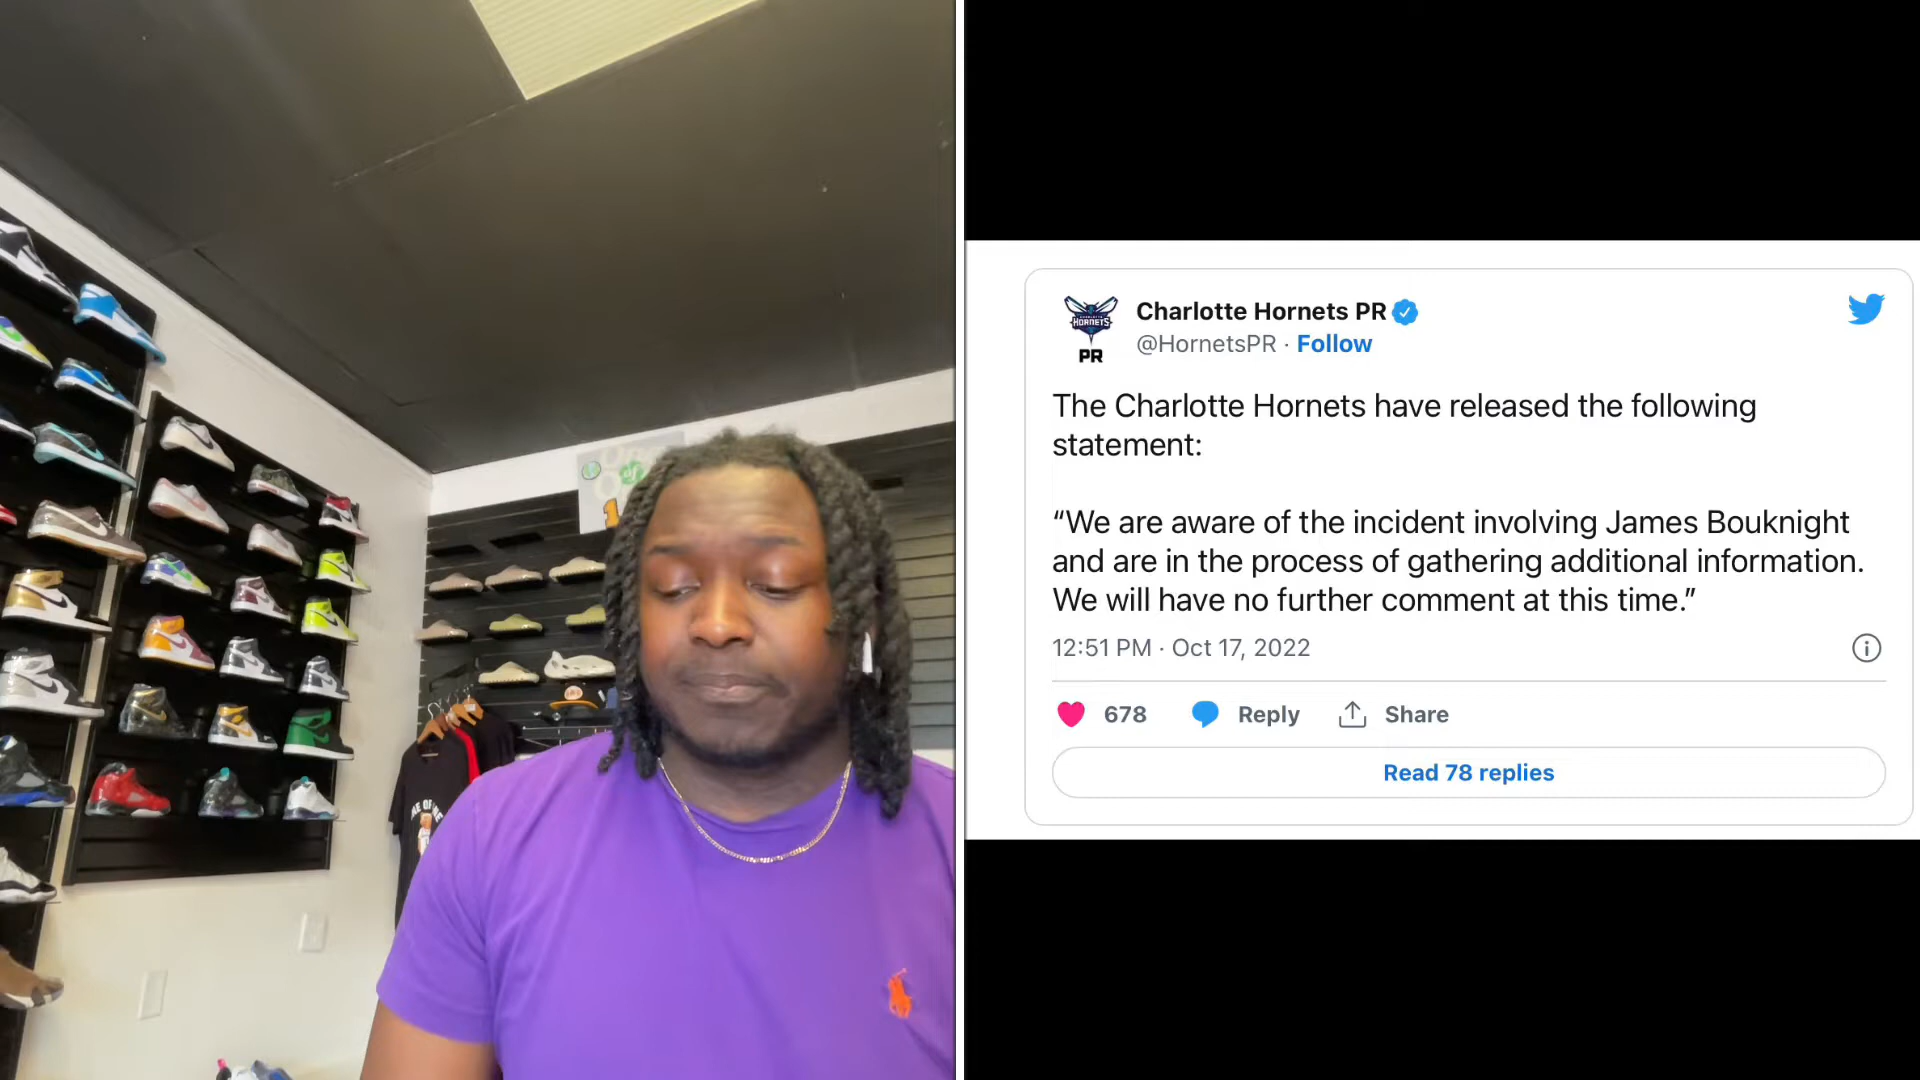 Charlotte Hornets PR
@HornetsPR · Follow
CHARLOTTE
HORNETS
PR
The Charlotte Hornets have released the following
statement:
“We are aware of the incident involving James Bouknight
and are in the process of gathering additional information.
We will have no further comment at this time.”
12:51 PM · Oct 17, 2022
678 Reply Share
Read 78 replies